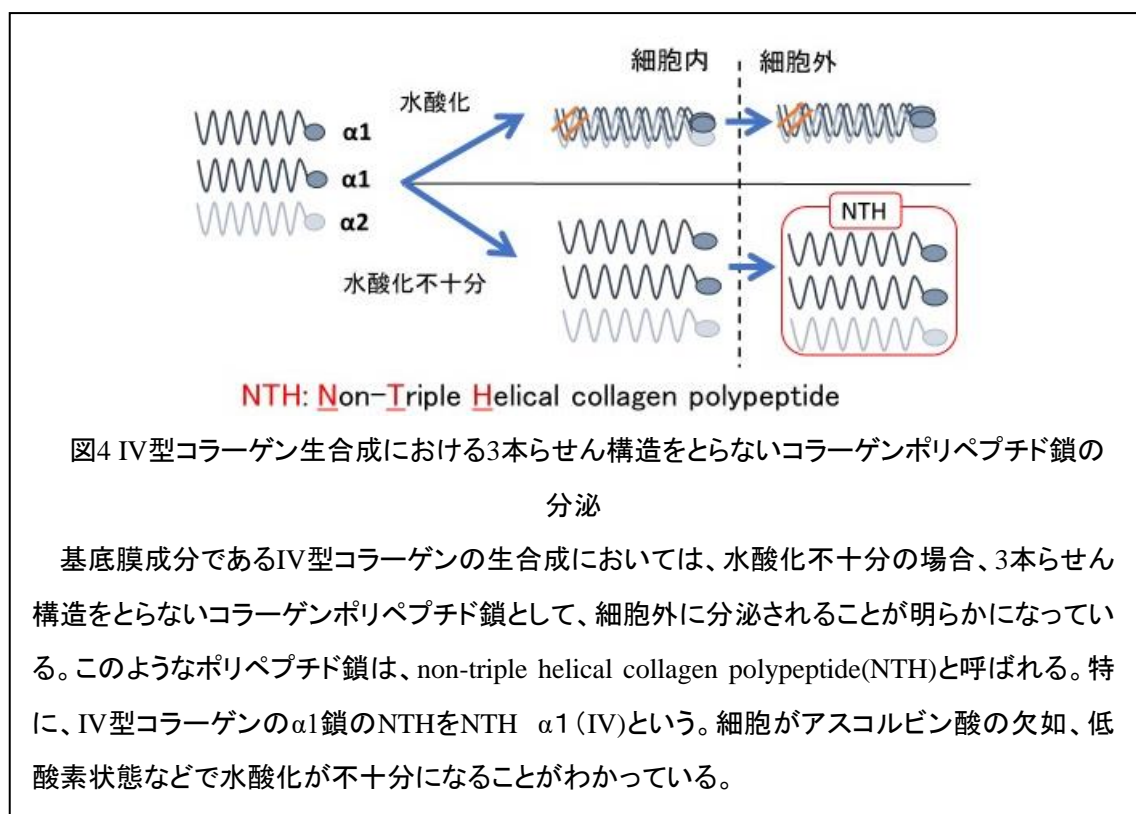 細胞内 細胞外
水酸化
α1
α1
α2
NTH
水酸化不十分
NTH: Non-Triple Helical collagen polypeptide
図4 IV型コラーゲン生合成における3本らせん構造をとらないコラーゲンポリペプチド鎖の
分泌
基底膜成分であるIV型コラーゲンの生合成においては、水酸化不十分の場合、3本らせん
構造をとらないコラーゲンポリペプチド鎖として、細胞外に分泌されることが明らかになってい
る。このようなポリペプチド鎖は、non-triple helical collagen polypeptide(NTH)と呼ばれる。特
に、IV型コラーゲンのα1鎖のNTHをNTH α１(IV)という。細胞がアスコルビン酸の欠如、低
酸素状態などで水酸化が不十分になることがわかっている。